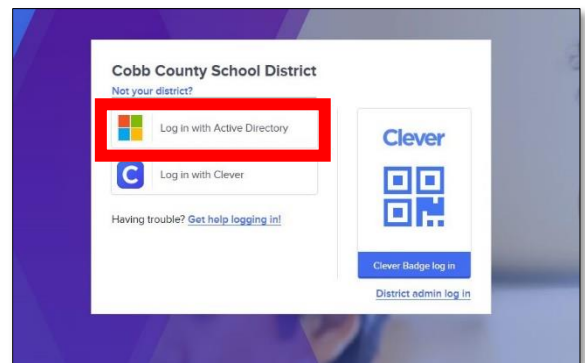 Cobb County School District
Not your district?
Log in with Active Directory
C
Log in with Clever
Having trouble? Get help logging in!
Clever
Clever Badge log in
District admin log in